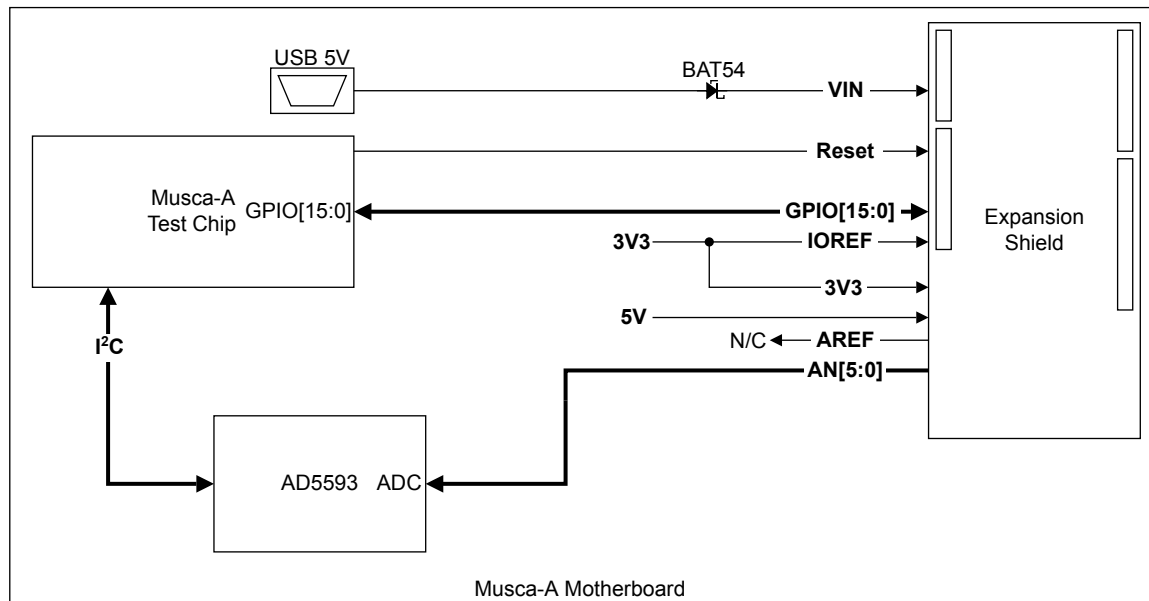 USB 5V
BAT54
VIN
Reset
Musca-A
Test Chip
GPIO[15:0]
GPIO[15:0]
Expansion
Shield
3V3
IOREF
3V3
5V
N/C
AREF
AN[5:0]
I²C
AD5593
ADC
Musca-A Motherboard